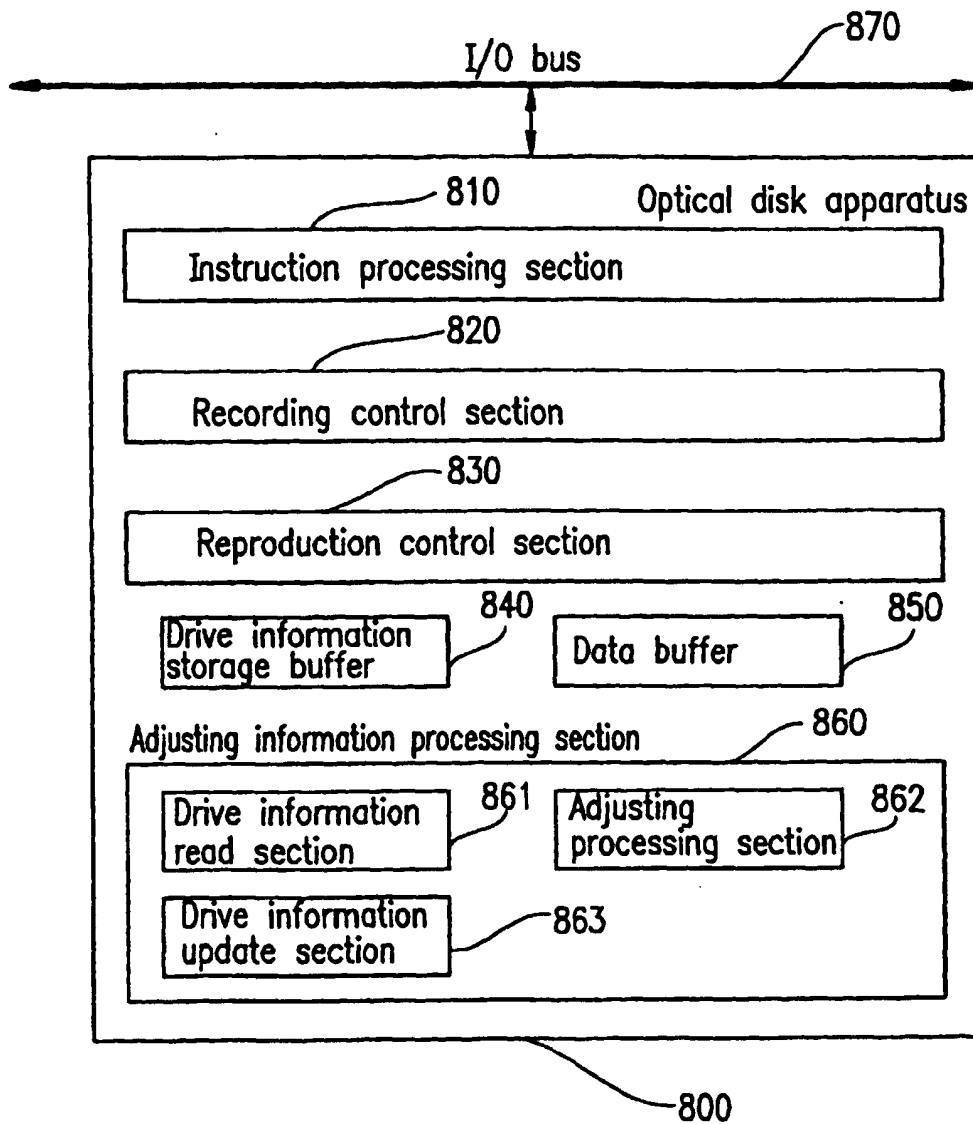 870
I/O bus
810
Optical disk apparatus
Instruction processing section
820
Recording control section
830
Reproduction control section
840
850
Drive information
storage buffer
Data buffer
860
Adjusting information processing section
861
862
Drive information
read section
Adjusting
processing section
Drive information
update section
863
800